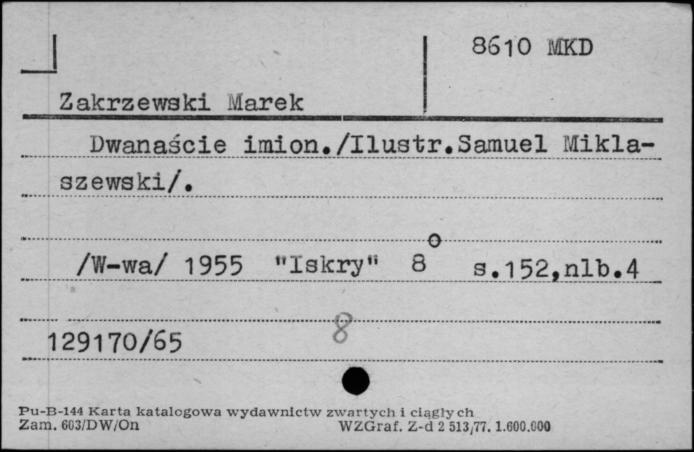 8610 MKD
Zakrzewski Marek
Dwanaście imion./Ilustr.Samuel Mikla-
szewski/.
/W-wa/ 1955 "Iskry" 8° s.152,nlb.4
129170/65 8
Pu-B-144 Karta katalogowa wydawnictw zwartych i ciągłych
Zam. 603/DW/On WZGraf. Z-d 2 513/77. 1.600.000